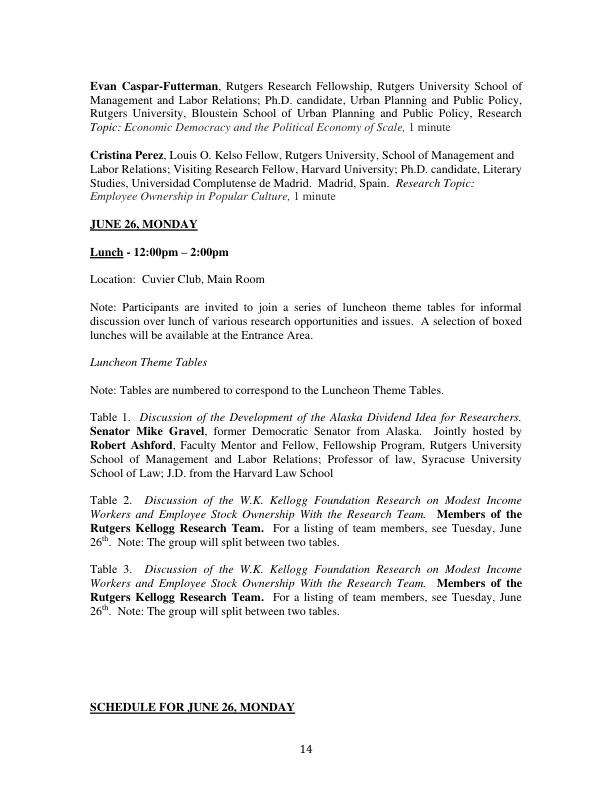 Evan Caspar-Futterman, Rutgers Research Fellowship, Rutgers University School of
Management and Labor Relations; Ph.D. candidate, Urban Planning and Public Policy,
Rutgers University, Bloustein School of Urban Planning and Public Policy, Research
Topic: Economic Democracy and the Political Economy of Scale, 1 minute
Cristina Perez, Louis O. Kelso Fellow, Rutgers University, School of Management and
Labor Relations; Visiting Research Fellow, Harvard University; Ph.D. candidate, Literary
Studies, Universidad Complutense de Madrid.  Madrid, Spain.  Research Topic:
Employee Ownership in Popular Culture, 1 minute
JUNE 26, MONDAY
Lunch - 12:00pm – 2:00pm
Location:  Cuvier Club, Main Room
Note: Participants are invited to join a series of luncheon theme tables for informal
discussion over lunch of various research opportunities and issues.  A selection of boxed
lunches will be available at the Entrance Area.
Luncheon Theme Tables
Note: Tables are numbered to correspond to the Luncheon Theme Tables.
Table 1.  Discussion of the Development of the Alaska Dividend Idea for Researchers.
Senator Mike Gravel, former Democratic Senator from Alaska.  Jointly hosted by
Robert Ashford, Faculty Mentor and Fellow, Fellowship Program, Rutgers University
School of Management and Labor Relations; Professor of law, Syracuse University
School of Law; J.D. from the Harvard Law School
Table 2.  Discussion of the W.K. Kellogg Foundation Research on Modest Income
Workers and Employee Stock Ownership With the Research Team.  Members of the
Rutgers Kellogg Research Team.  For a listing of team members, see Tuesday, June
26th.  Note: The group will split between two tables.
Table 3.  Discussion of the W.K. Kellogg Foundation Research on Modest Income
Workers and Employee Stock Ownership With the Research Team.  Members of the
Rutgers Kellogg Research Team.  For a listing of team members, see Tuesday, June
26th.  Note: The group will split between two tables.
SCHEDULE FOR JUNE 26, MONDAY
14